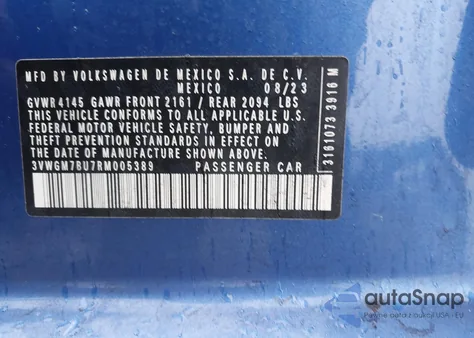 MFD BY VOLKSWAGEN DE MEXICO S.A. DE C.V.
MEXICO 08/23
GVWR 4145 GAWR FRONT 2161 / REAR 2094 LBS
THIS VEHICLE CONFORMS TO ALL APPLICABLE U.S.
FEDERAL MOTOR VEHICLE SAFETY, BUMPER AND
THEFT PREVENTION STANDARDS IN EFFECT ON THE
DATE OF MANUFACTURE SHOWN ABOVE.
3VWGM7BU7RM005389 PASSENGER CAR
3161073 3916 M
autoSnap